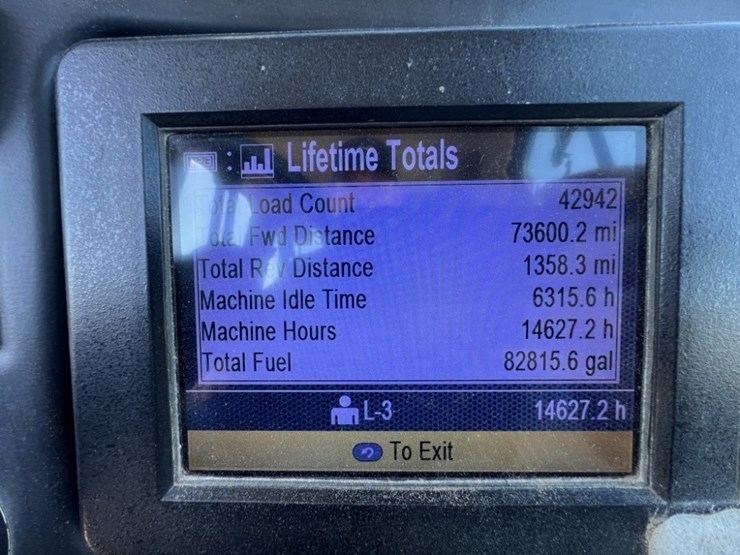 : Lifetime Totals
Total Load Count 42942
Total Fwd Distance 73600.2 mi
Total Rev Distance 1358.3 mi
Machine Idle Time 6315.6 h
Machine Hours 14627.2 h
Total Fuel 82815.6 gal
L-3 14627.2 h
To Exit